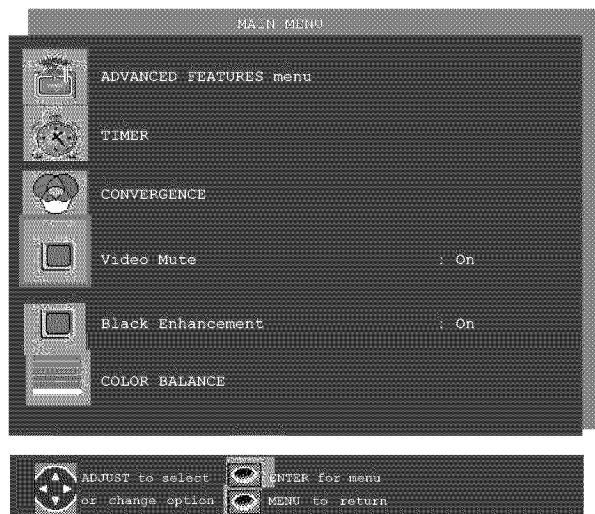 MAIN MENU
ADVANCED FEATURES menu
TIMER
CONVERGENCE
Video Mute : On
Black Enhancement : On
COLOR BALANCE
ADJUST to select ENTER for menu
or change option MENU to return